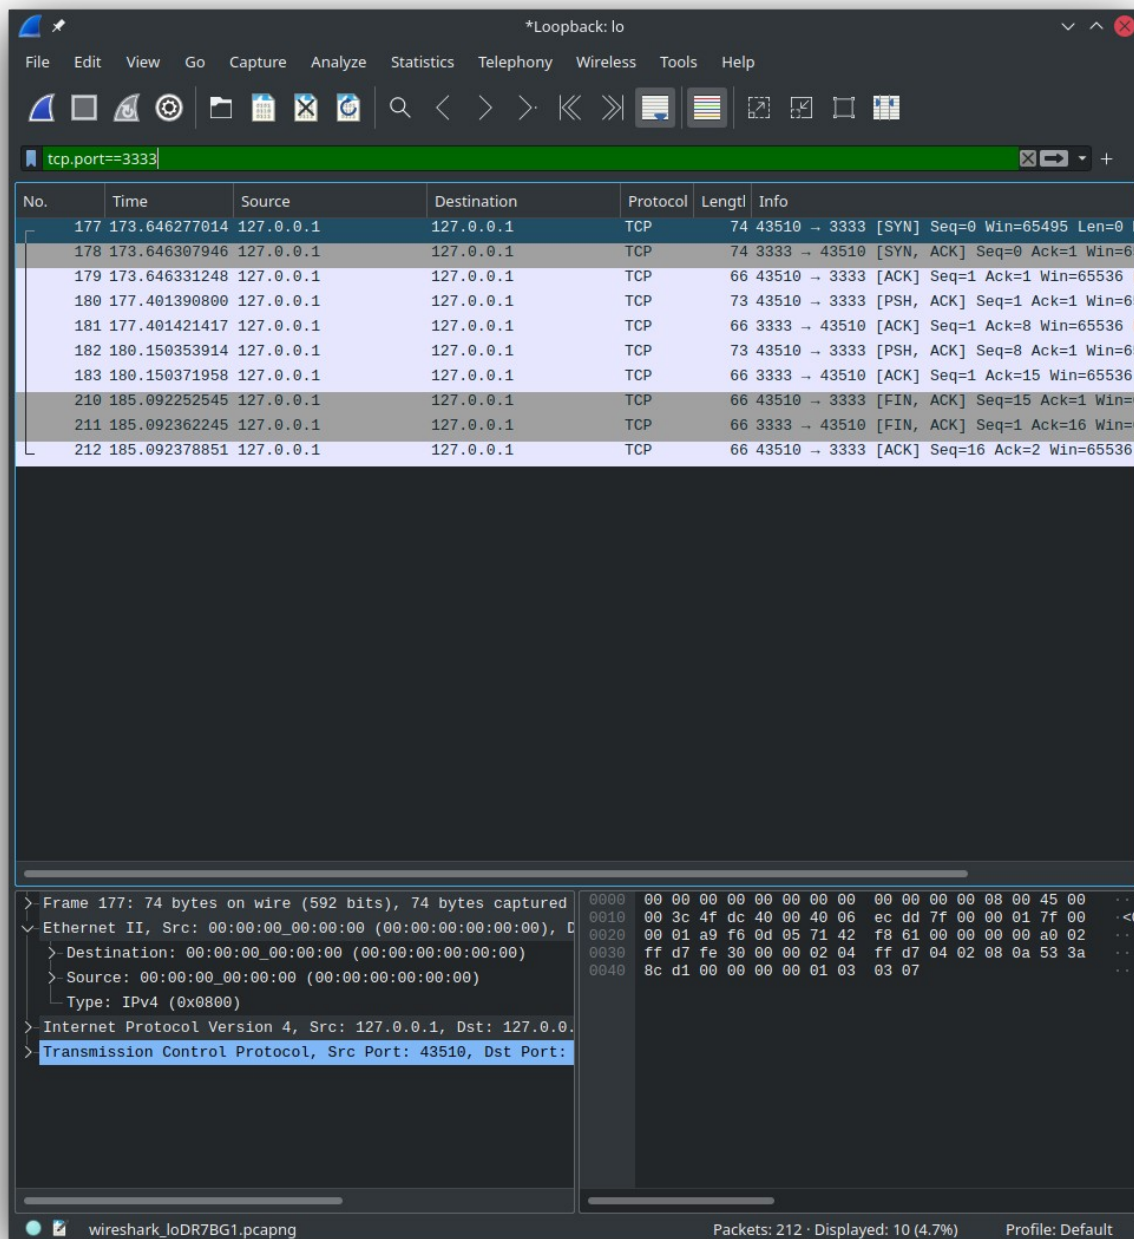 *Loopback: lo
File Edit View Go Capture Analyze Statistics Telephony Wireless Tools Help
tcp.port==3333
No. Time Source Destination Protocol Lengtl Info
177 173.646277014 127.0.0.1 127.0.0.1 TCP 74 43510 → 3333 [SYN] Seq=0 Win=65495 Len=0
178 173.646307946 127.0.0.1 127.0.0.1 TCP 74 3333 → 43510 [SYN, ACK] Seq=0 Ack=1 Win=6
179 173.646331248 127.0.0.1 127.0.0.1 TCP 66 43510 → 3333 [ACK] Seq=1 Ack=1 Win=65536
180 177.401390800 127.0.0.1 127.0.0.1 TCP 73 43510 → 3333 [PSH, ACK] Seq=1 Ack=1 Win=6
181 177.401421417 127.0.0.1 127.0.0.1 TCP 66 3333 → 43510 [ACK] Seq=1 Ack=8 Win=65536
182 180.150353914 127.0.0.1 127.0.0.1 TCP 73 43510 → 3333 [PSH, ACK] Seq=8 Ack=1 Win=6
183 180.150371958 127.0.0.1 127.0.0.1 TCP 66 3333 → 43510 [ACK] Seq=1 Ack=15 Win=65536
210 185.092252545 127.0.0.1 127.0.0.1 TCP 66 43510 → 3333 [FIN, ACK] Seq=15 Ack=1 Win=
211 185.092362245 127.0.0.1 127.0.0.1 TCP 66 3333 → 43510 [FIN, ACK] Seq=1 Ack=16 Win=
212 185.092378851 127.0.0.1 127.0.0.1 TCP 66 43510 → 3333 [ACK] Seq=16 Ack=2 Win=65536
Frame 177: 74 bytes on wire (592 bits), 74 bytes captured
Ethernet II, Src: 00:00:00_00:00:00 (00:00:00:00:00:00), D
Destination: 00:00:00_00:00:00 (00:00:00:00:00:00)
Source: 00:00:00_00:00:00 (00:00:00:00:00:00)
Type: IPv4 (0x0800)
Internet Protocol Version 4, Src: 127.0.0.1, Dst: 127.0.0.
Transmission Control Protocol, Src Port: 43510, Dst Port:
0000 00 00 00 00 00 00 00 00 00 00 00 00 08 00 45 00 ··
0010 00 3c 4f dc 40 00 40 06 ec dd 7f 00 00 01 7f 00 ·<
0020 00 01 a9 f6 0d 05 71 42 f8 61 00 00 00 00 a0 02 ··
0030 ff d7 fe 30 00 00 02 04 ff d7 04 02 08 0a 53 3a ··
0040 8c d1 00 00 00 00 01 03 03 07 ··
wireshark_loDR7BG1.pcapng Packets: 212 · Displayed: 10 (4.7%) Profile: Default